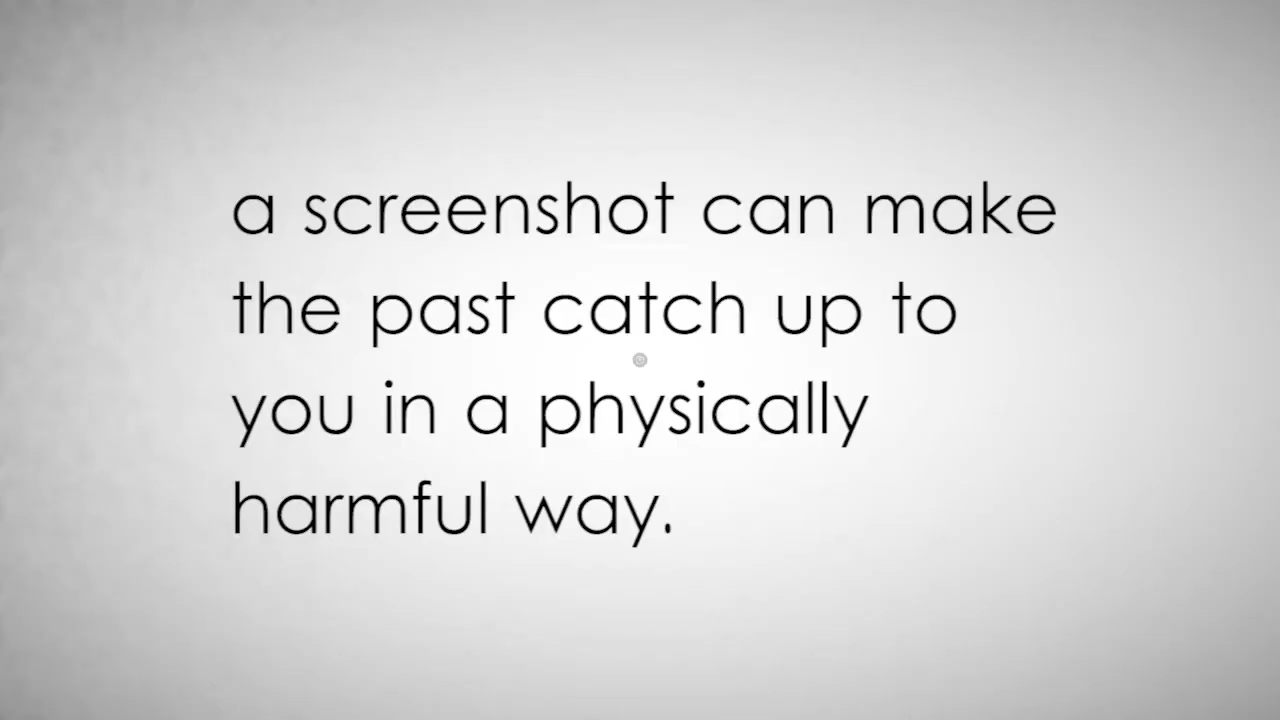 a screenshot can make
the past catch up to
you in a physically
harmful way.